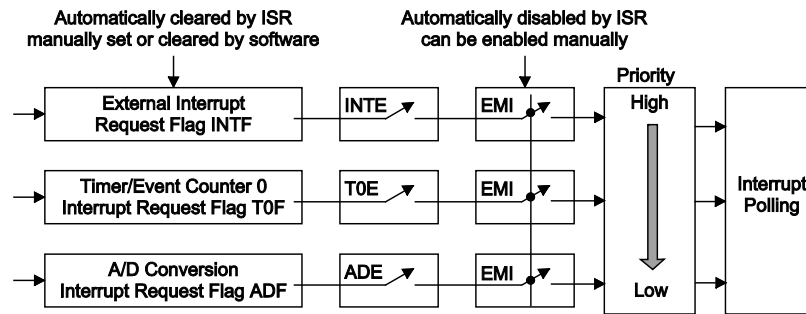 Automatically cleared by ISR
manually set or cleared by software
Automatically disabled by ISR
can be enabled manually
Priority
External Interrupt
Request Flag INTF
INTE
EMI
High
Timer/Event Counter 0
Interrupt Request Flag T0F
T0E
EMI
Interrupt
Polling
A/D Conversion
Interrupt Request Flag ADF
ADE
EMI
Low